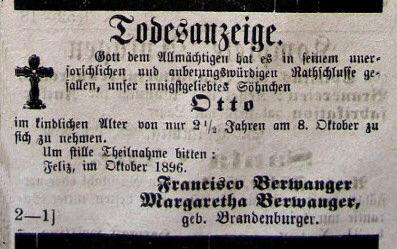 Todesanzeige.
Gott dem Allmächtigen hat es in seinem uner-
forschlichen und anbetungswürdigen Rathschlusse ge-
fallen, unser innigstgeliebtes Söhnchen
Otto
im kindlichen Alter von nur 2 1/2 Jahren am 8. Oktober zu
sich zu nehmen.
Um stille Theilnahme bitten:
Feliz, im Oktober 1896.
Francisco Berwanger
Margaretha Berwanger,
geb. Brandenburger.
2—1]